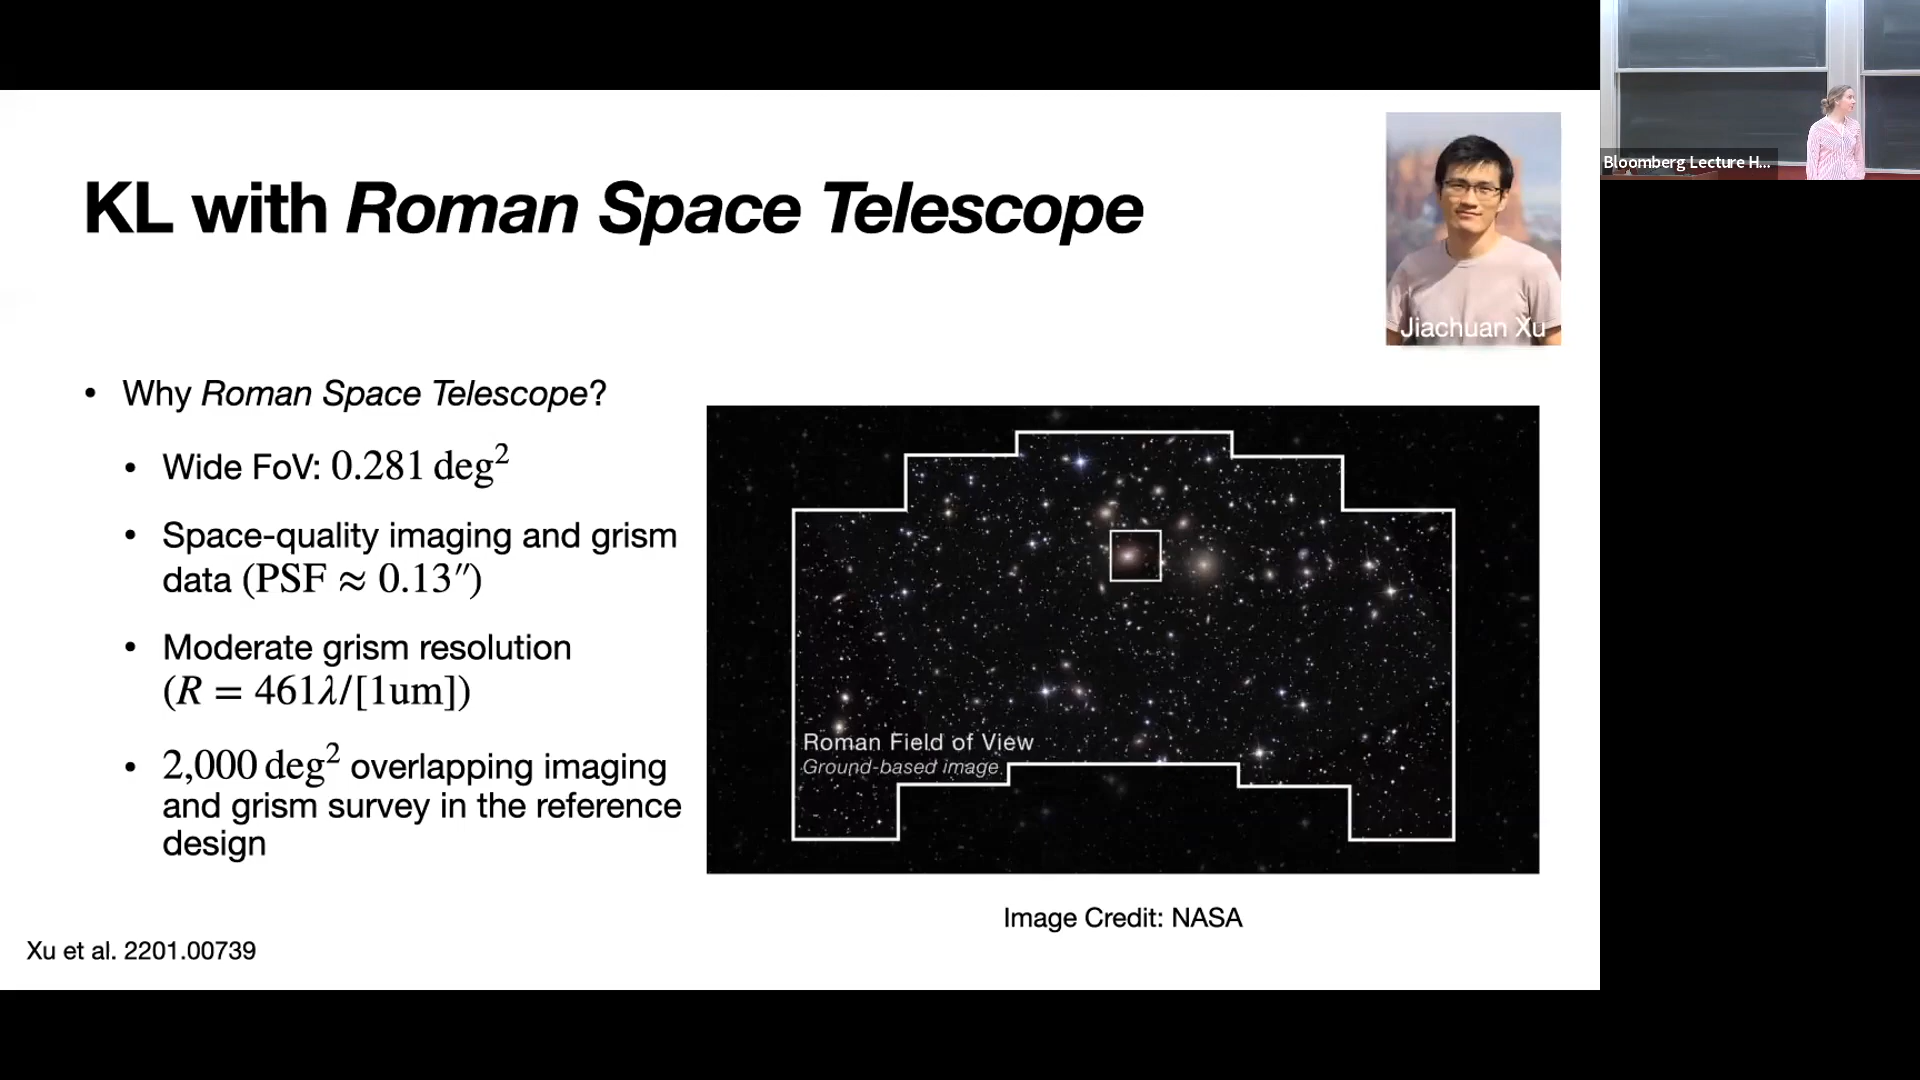 KL with Roman Space Telescope
Jiachuan Xu
Bloomberg Lecture H...
• Why Roman Space Telescope?
• Wide FoV: 0.281 deg²
• Space-quality imaging and grism
data (PSF ≈ 0.13″)
• Moderate grism resolution
(R = 461λ/[1um])
• 2,000 deg² overlapping imaging
and grism survey in the reference
design
Roman Field of View
Ground-based image
Image Credit: NASA
Xu et al. 2201.00739